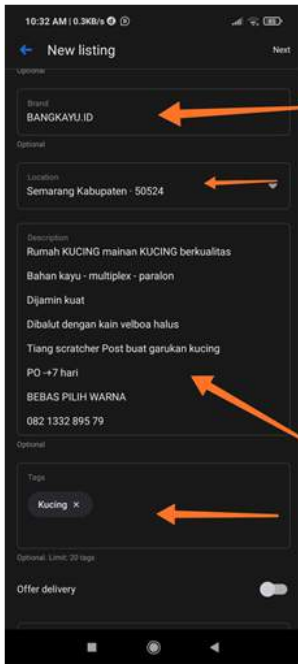 10:32 AM | 0.3KB/s
85
New listing
Next
Optional
Brand
BANGKAYU.ID
Optional
Location
Semarang Kabupaten · 50524
Description
Rumah KUCING mainan KUCING berkualitas
Bahan kayu - multiplex - paralon
Dijamin kuat
Dibalut dengan kain velboa halus
Tiang scratcher Post buat garukan kucing
PO -+7 hari
BEBAS PILIH WARNA
082 1332 895 79
Optional
Tags
Kucing ×
Optional. Limit: 20 tags
Offer delivery